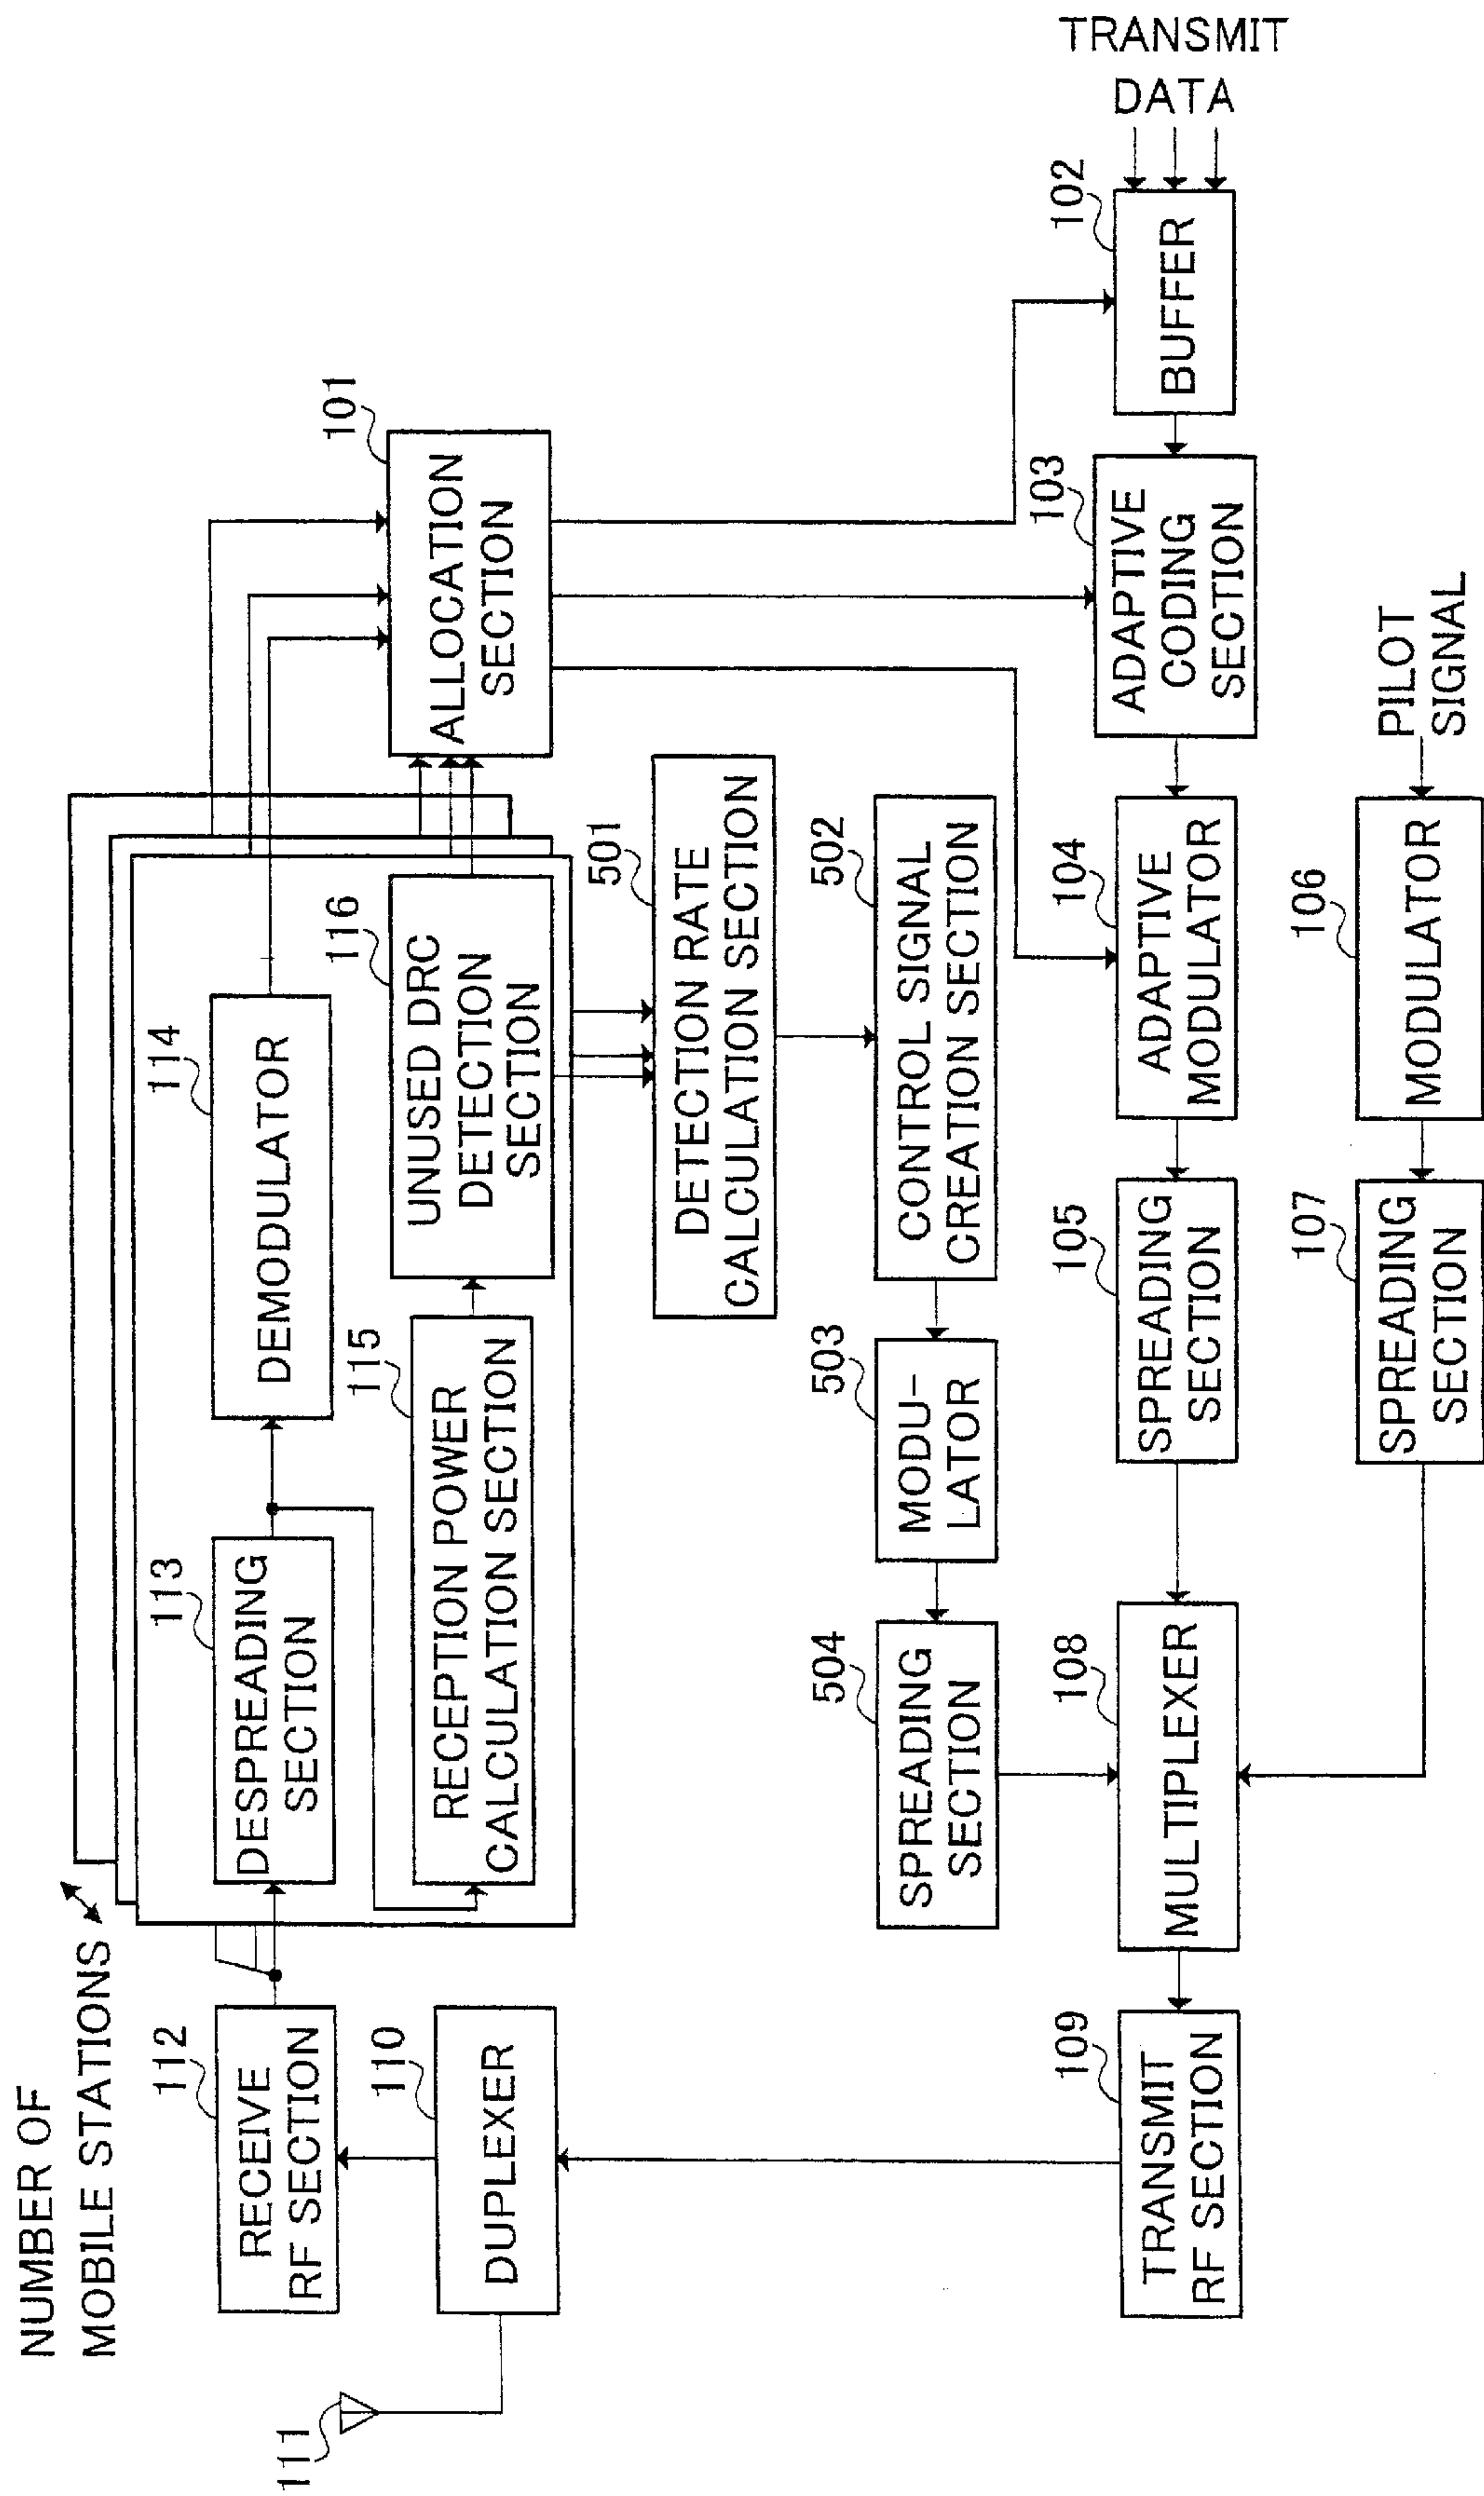 NUMBER OF
MOBILE STATIONS
111
112
RECEIVE
RF SECTION
110
DUPLEXER
113
DESPREADING
SECTION
114
DEMODULATOR
115
RECEPTION POWER
CALCULATION SECTION
116
UNUSED DRC
DETECTION
SECTION
101
ALLOCATION
SECTION
501
DETECTION RATE
CALCULATION SECTION
502
CONTROL SIGNAL
CREATION SECTION
503
MODU-
LATOR
504
SPREADING
SECTION
109
TRANSMIT
RF SECTION
108
MULTIPLEXER
105
SPREADING
SECTION
104
ADAPTIVE
MODULATOR
103
ADAPTIVE
CODING
SECTION
102
BUFFER
TRANSMIT
DATA
107
SPREADING
SECTION
106
MODULATOR
PILOT
SIGNAL